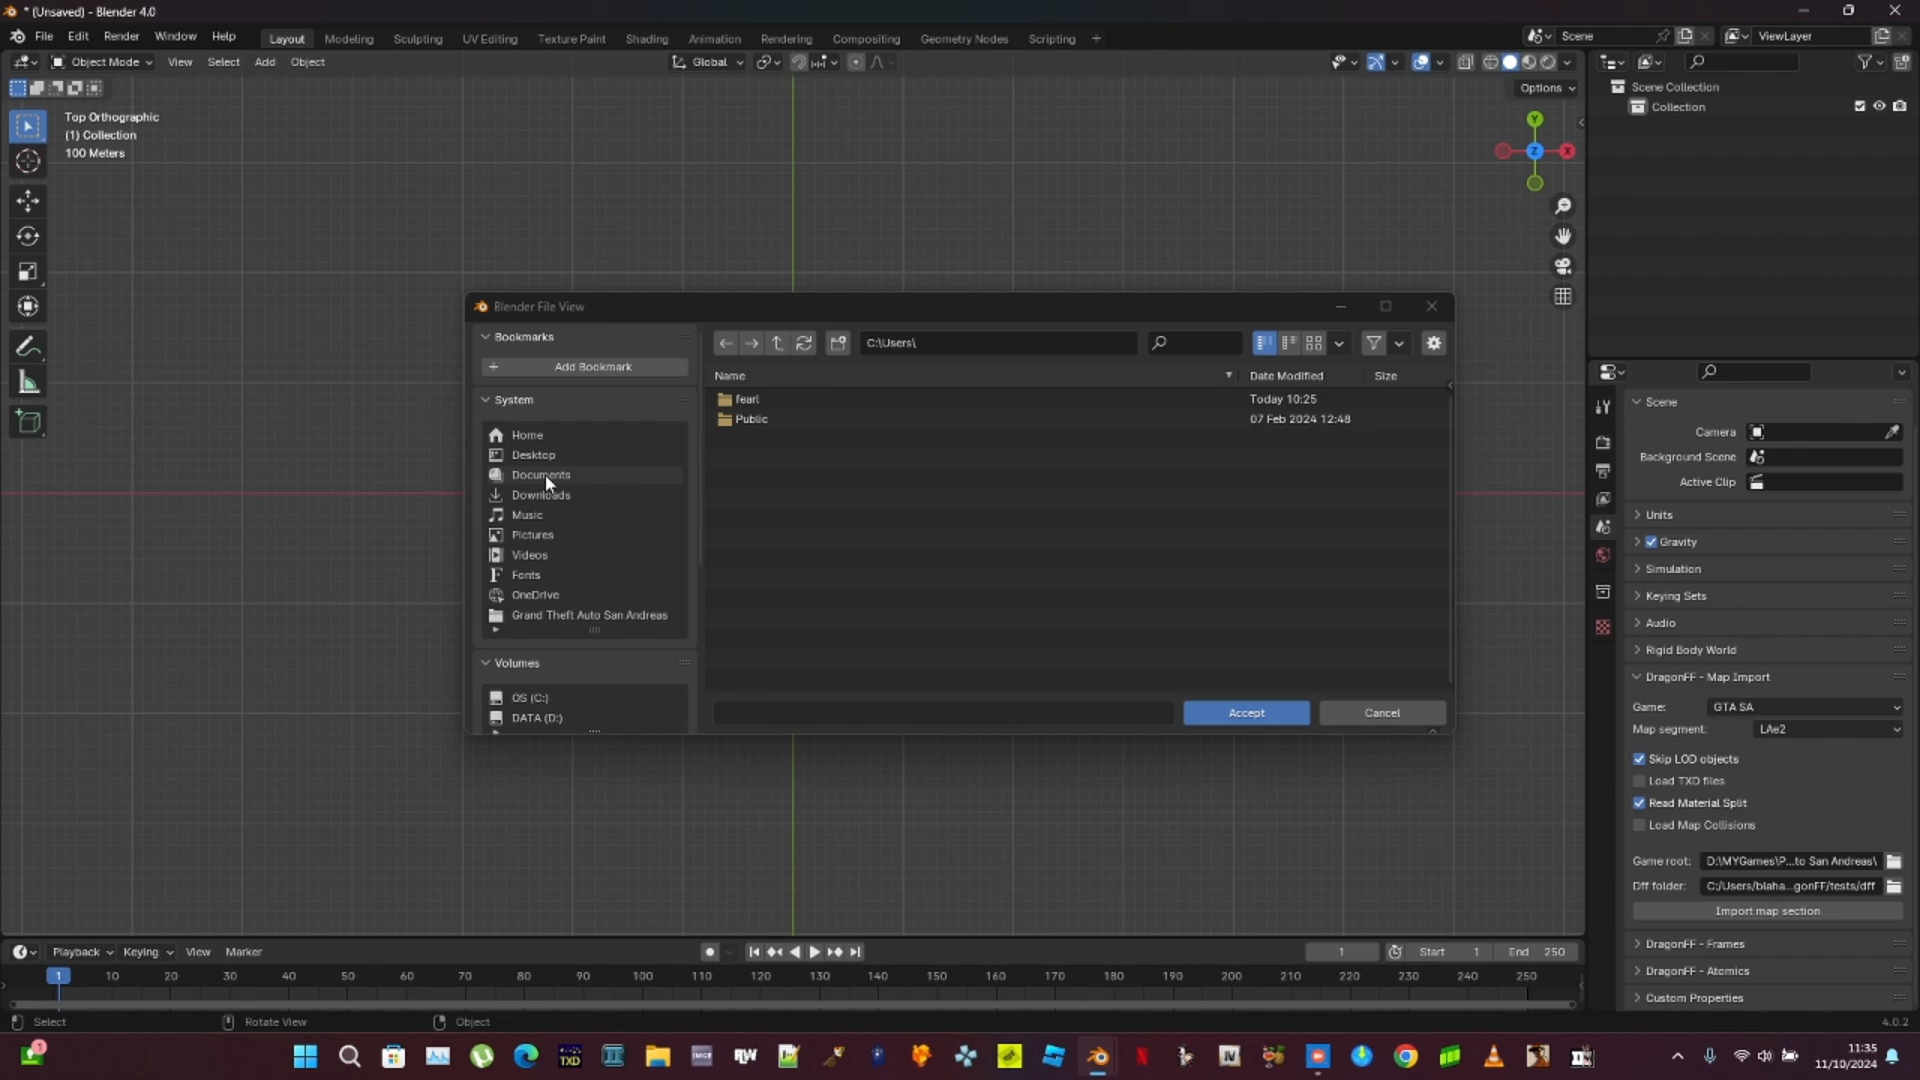 * (Unsaved) - Blender 4.0
File Edit Render Window Help
Layout Modeling Sculpting UV Editing Texture Paint Shading Animation Rendering Compositing Geometry Nodes Scripting +
Scene
ViewLayer
Object Mode View Select Add Object
Global
Options
Top Orthographic
(1) Collection
100 Meters
Y
Z
X
Scene Collection
Collection
Blender File View
Bookmarks
+ Add Bookmark
System
Home
Desktop
Documents
Downloads
Music
Pictures
Videos
Fonts
OneDrive
Grand Theft Auto San Andreas
Volumes
OS (C:)
DATA (D:)
C:\Users\
Name Date Modified Size
fearl Today 10:25
Public 07 Feb 2024 12:48
Accept Cancel
Scene
Camera
Background Scene
Active Clip
Units
Gravity
Simulation
Keying Sets
Audio
Rigid Body World
DragonFF - Map Import
Game: GTA SA
Map segment: LAe2
Skip LOD objects
Load TXD files
Read Material Split
Load Map Collisions
Game root: D:\MYGames\P...to San Andreas\
Dff folder: C:/Users/blaha...gonFF/tests/dff
Import map section
DragonFF - Frames
DragonFF - Atomics
Custom Properties
Playback Keying View Marker
1 Start 1 End 250
1 10 20 30 40 50 60 70 80 90 100 110 120 130 140 150 160 170 180 190 200 210 220 230 240 250
Select Rotate View Object
4.0.2
1
TXD
IMG
RW
IV
N
11:35
11/10/2024